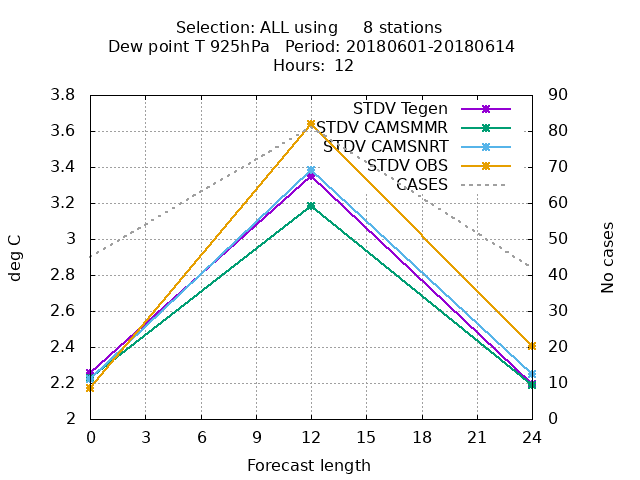 Selection: ALL using     8 stations
Dew point T 925hPa   Period: 20180601-20180614
Hours: 12
3.8
3.6
3.4
3.2
3
2.8
2.6
2.4
2.2
2
deg C
90
80
70
60
50
40
30
20
10
0
No cases
STDV Tegen
STDV CAMSMMR
STDV CAMSNRT
STDV OBS
CASES
0 3 6 9 12 15 18 21 24
Forecast length